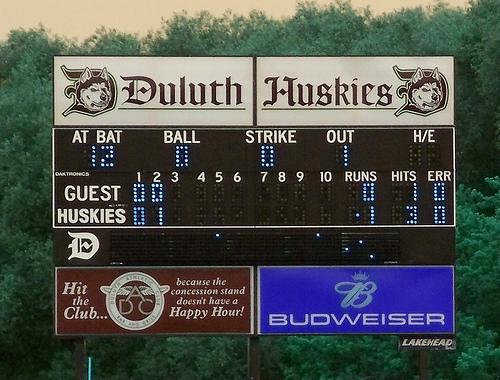 Duluth Huskies
AT BAT BALL STRIKE OUT H/E
13 0 0 1
DAKTRONICS 1 2 3 4 5 6 7 8 9 10 RUNS HITS ERR
GUEST 0 0 0 1 0
HUSKIES 0 1 1 3 0
D
Hit
the
Club...
ADC
because the
concession stand
doesn't have a
Happy Hour!
B
BUDWEISER
LAKEHEAD